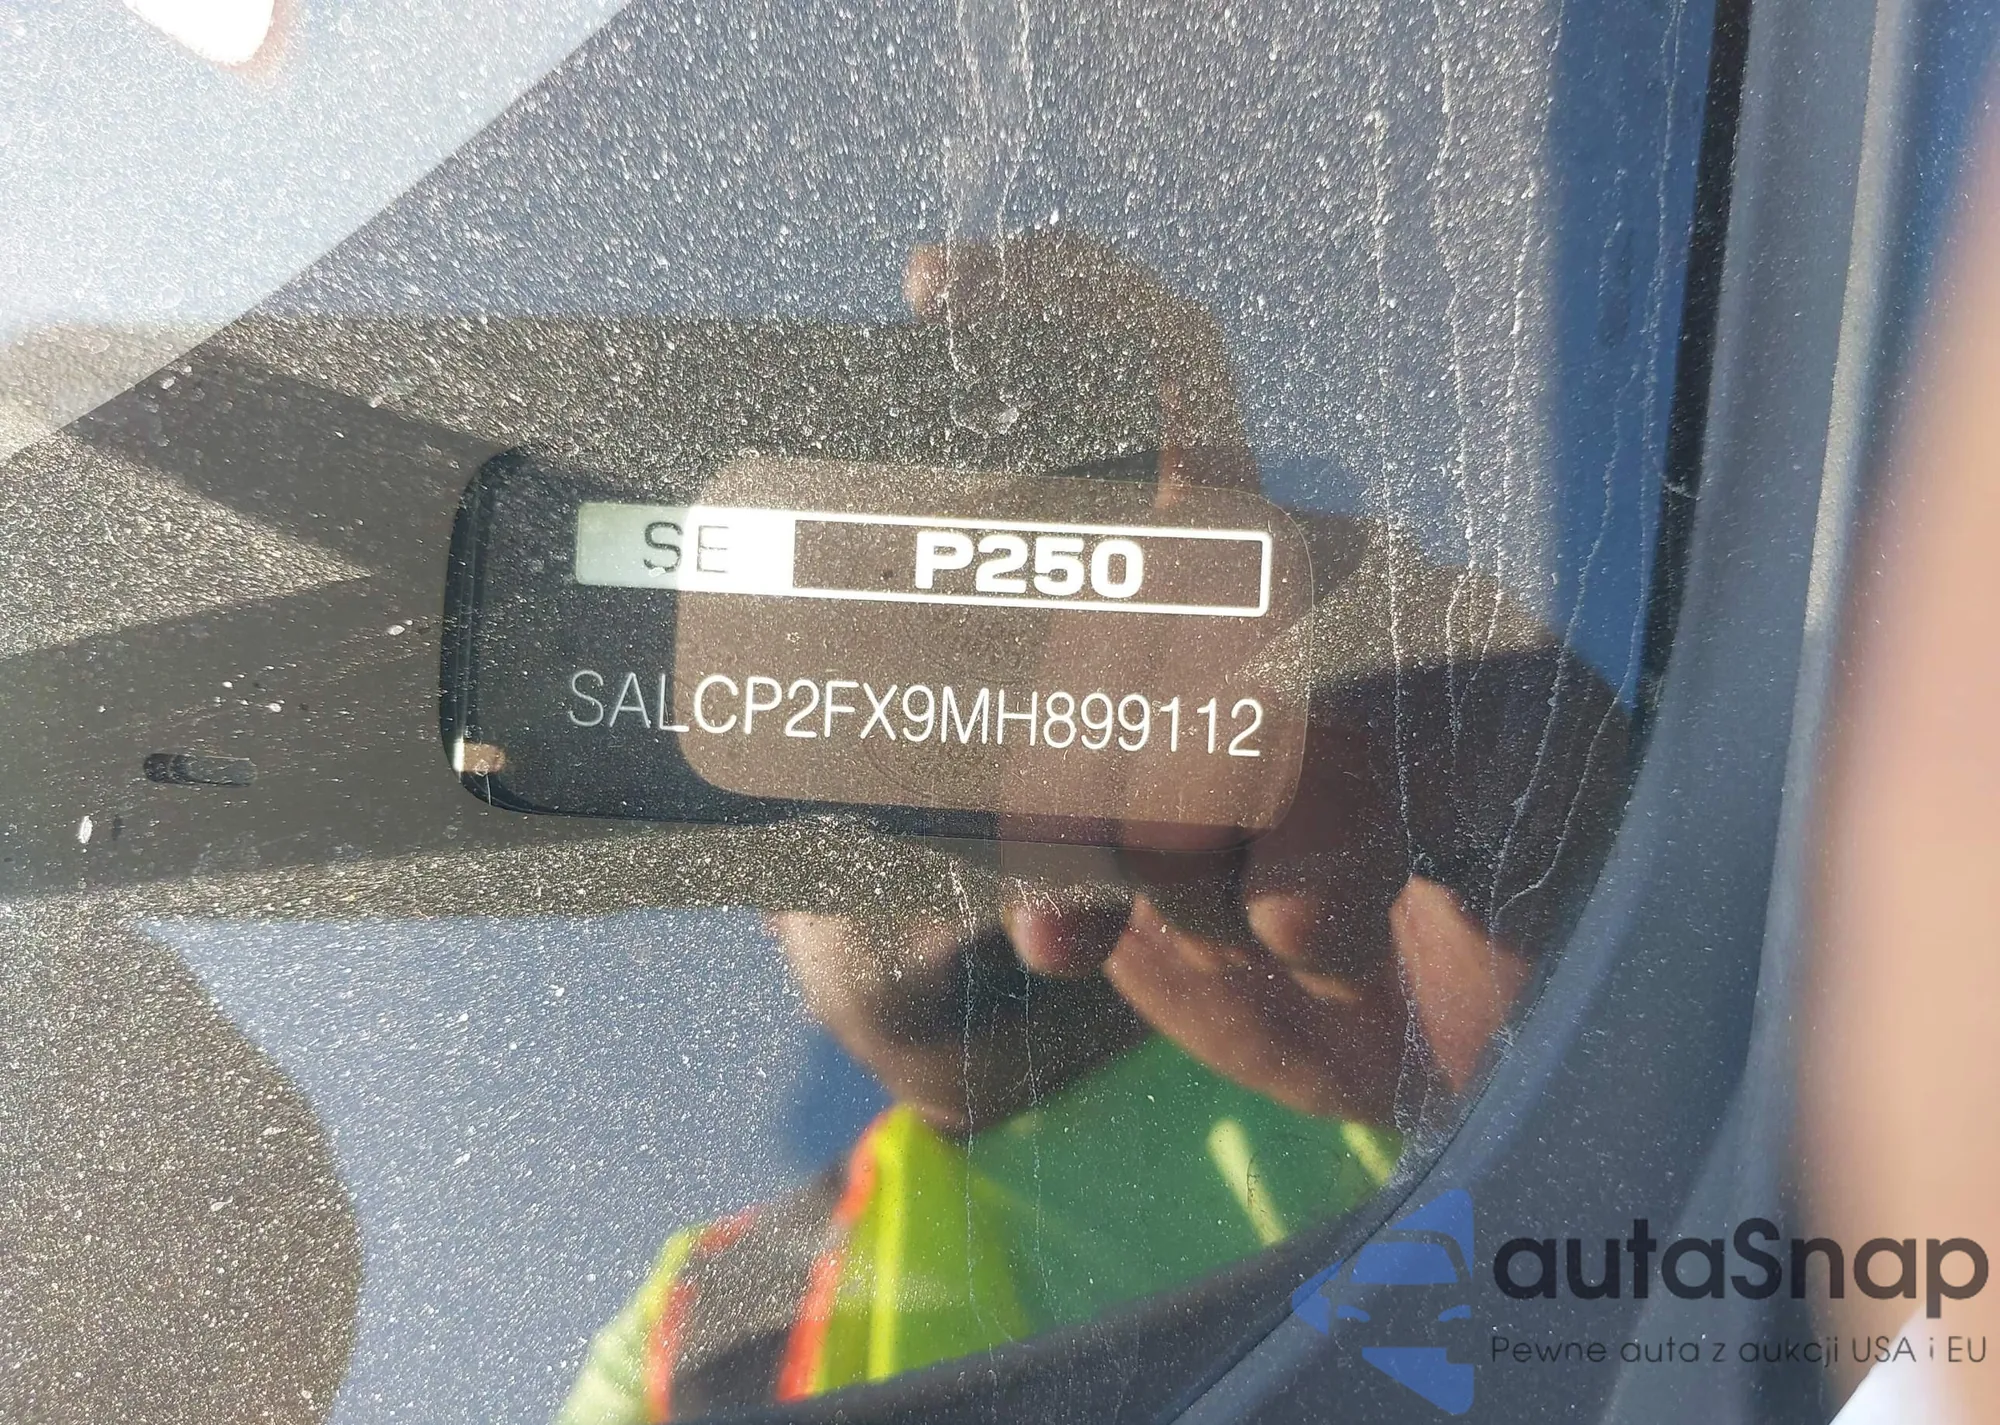 SE P250
SALCP2FX9MH899112
autaSnap
Pewne auta z aukcji USA i EU